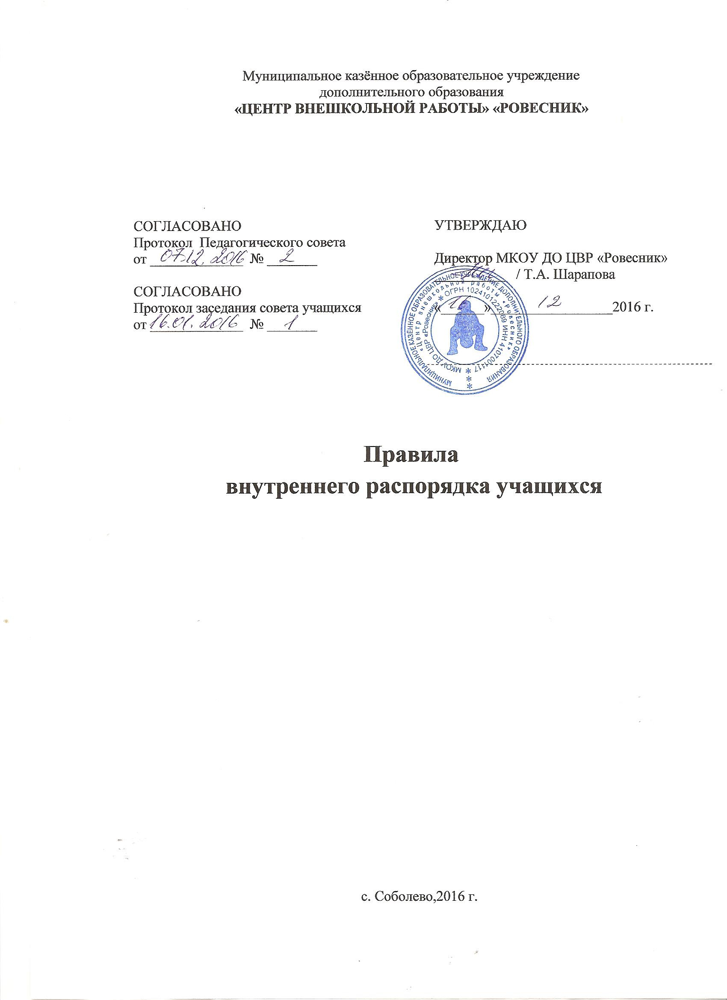 Муниципальное казённое образовательное учреждение
дополнительного образования
«ЦЕНТР ВНЕШКОЛЬНОЙ РАБОТЫ» «РОВЕСНИК»
СОГЛАСОВАНО
Протокол Педагогического совета
от 07.12.2016 № 2
СОГЛАСОВАНО
Протокол заседания совета учащихся
от 16.01.2016 № 1
УТВЕРЖДАЮ
Директор МКОУ ДО ЦВР «Ровесник»
/ Т.А. Шарапова
«16» 12 2016 г.
МУНИЦИПАЛЬНОЕ КАЗЁННОЕ ОБРАЗОВАТЕЛЬНОЕ УЧРЕЖДЕНИЕ ДОПОЛНИТЕЛЬНОГО ОБРАЗОВАНИЯ
«Центр внешкольной работы «Ровесник»
МКОУ ДО ЦВР «Ровесник» * ОГРН 1024101222089 ИНН 4107001117 *
Правила
внутреннего распорядка учащихся
с. Соболево,2016 г.